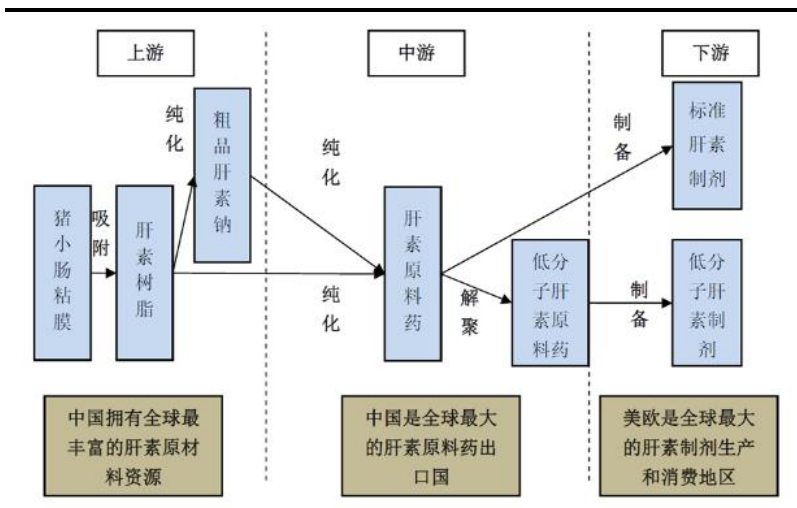 上游
中游
下游
猪小肠粘膜
吸附
肝素树脂
纯化
粗品肝素钠
纯化
纯化
肝素原料药
解聚
低分子肝素原料药
制备
标准肝素制剂
制备
低分子肝素制剂
中国拥有全球最
丰富的肝素原材
料资源
中国是全球最大
的肝素原料药出
口国
美欧是全球最大
的肝素制剂生产
和消费地区